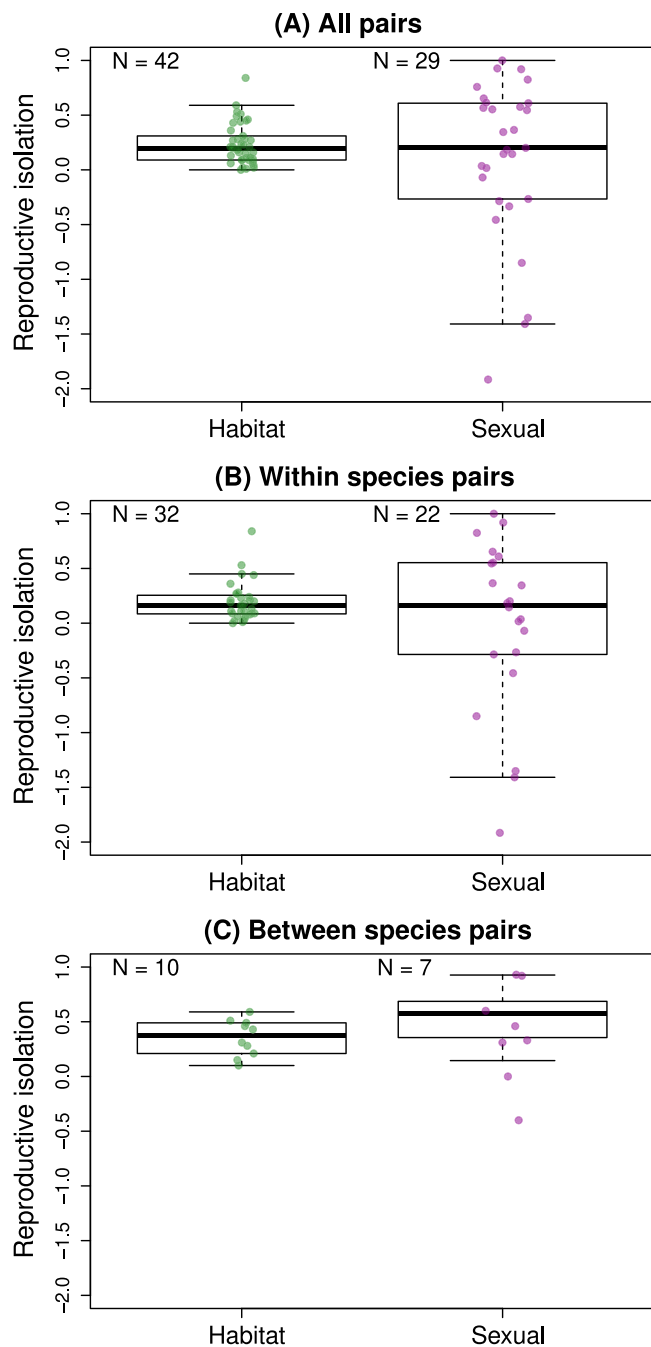 (A) All pairs
N = 42
N = 29
Reproductive isolation
1.0
0.5
0.0
−0.5
−1.0
−1.5
−2.0
Habitat
Sexual
(B) Within species pairs
N = 32
N = 22
Reproductive isolation
1.0
0.5
0.0
−0.5
−1.0
−1.5
−2.0
Habitat
Sexual
(C) Between species pairs
N = 10
N = 7
Reproductive isolation
1.0
0.5
0.0
−0.5
−1.0
−1.5
−2.0
Habitat
Sexual